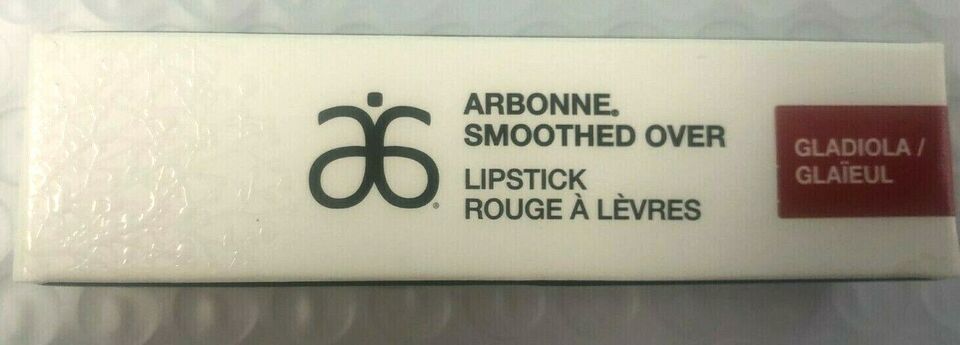 ARBONNE®
SMOOTHED OVER
LIPSTICK
ROUGE À LÈVRES
GLADIOLA /
GLAÏEUL